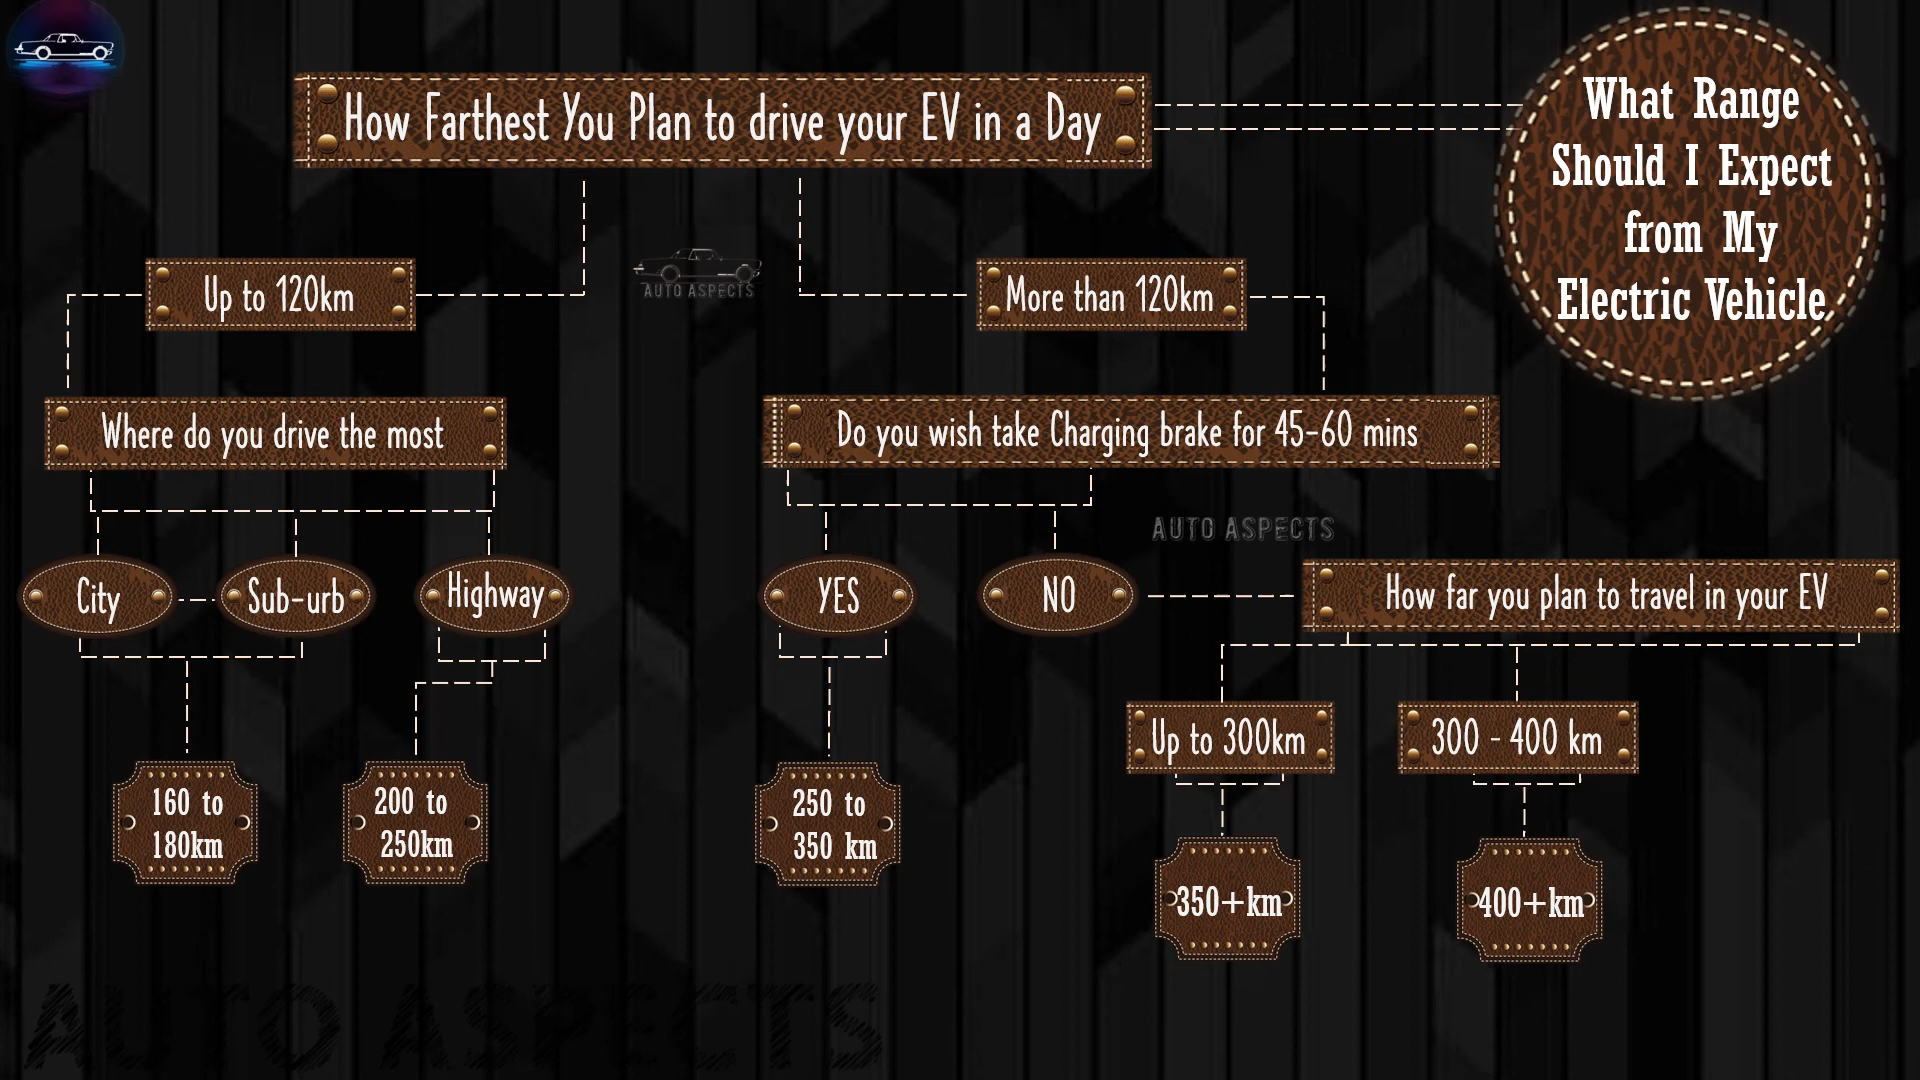 What Range
Should I Expect
from My
Electric Vehicle
How Farthest You Plan to drive your EV in a Day
Up to 120km
More than 120km
AUTO ASPECTS
Where do you drive the most
Do you wish take Charging brake for 45-60 mins
AUTO ASPECTS
City
Sub-urb
Highway
YES
NO
How far you plan to travel in your EV
Up to 300km
300 - 400 km
160 to
180km
200 to
250km
250 to
350 km
350+km
400+km
AUTO ASPECTS